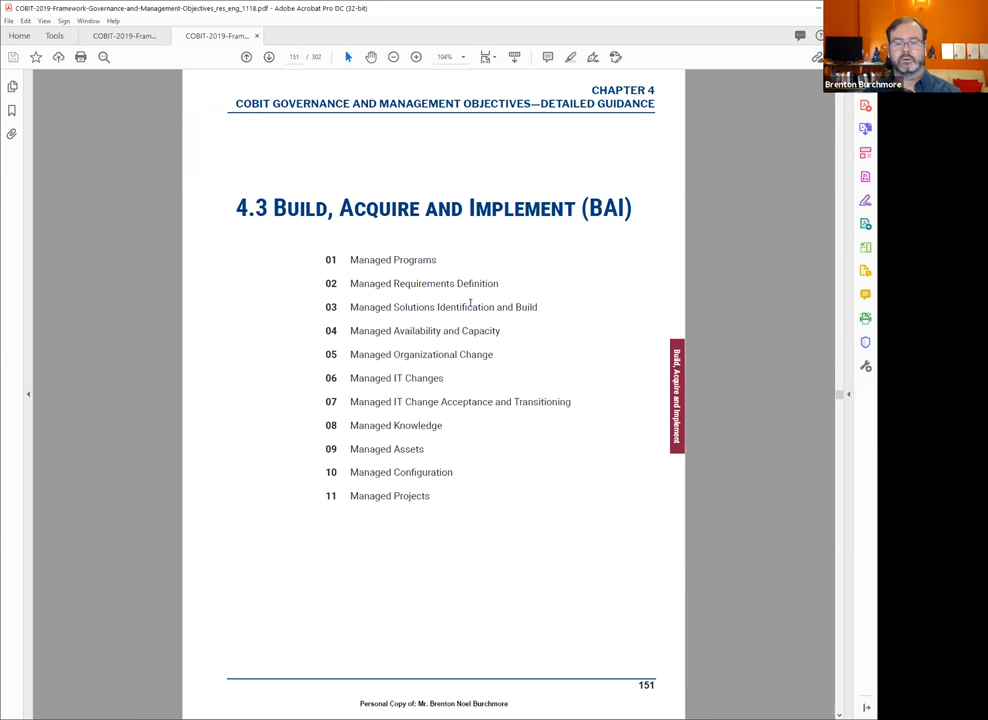 COBIT-2019-Framework-Governance-and-Management-Objectives_res_eng_1118.pdf - Adobe Acrobat Pro DC (32-bit)
File Edit View Sign Window Help
Home Tools COBIT-2019-Fram... COBIT-2019-Fram... ×
151 / 302 104%
Brenton Burchmore
CHAPTER 4
COBIT GOVERNANCE AND MANAGEMENT OBJECTIVES—DETAILED GUIDANCE
4.3 BUILD, ACQUIRE AND IMPLEMENT (BAI)
01 Managed Programs
02 Managed Requirements Definition
03 Managed Solutions Identification and Build
04 Managed Availability and Capacity
05 Managed Organizational Change
06 Managed IT Changes
07 Managed IT Change Acceptance and Transitioning
08 Managed Knowledge
09 Managed Assets
10 Managed Configuration
11 Managed Projects
Build, Acquire and Implement
151
Personal Copy of: Mr. Brenton Noel Burchmore